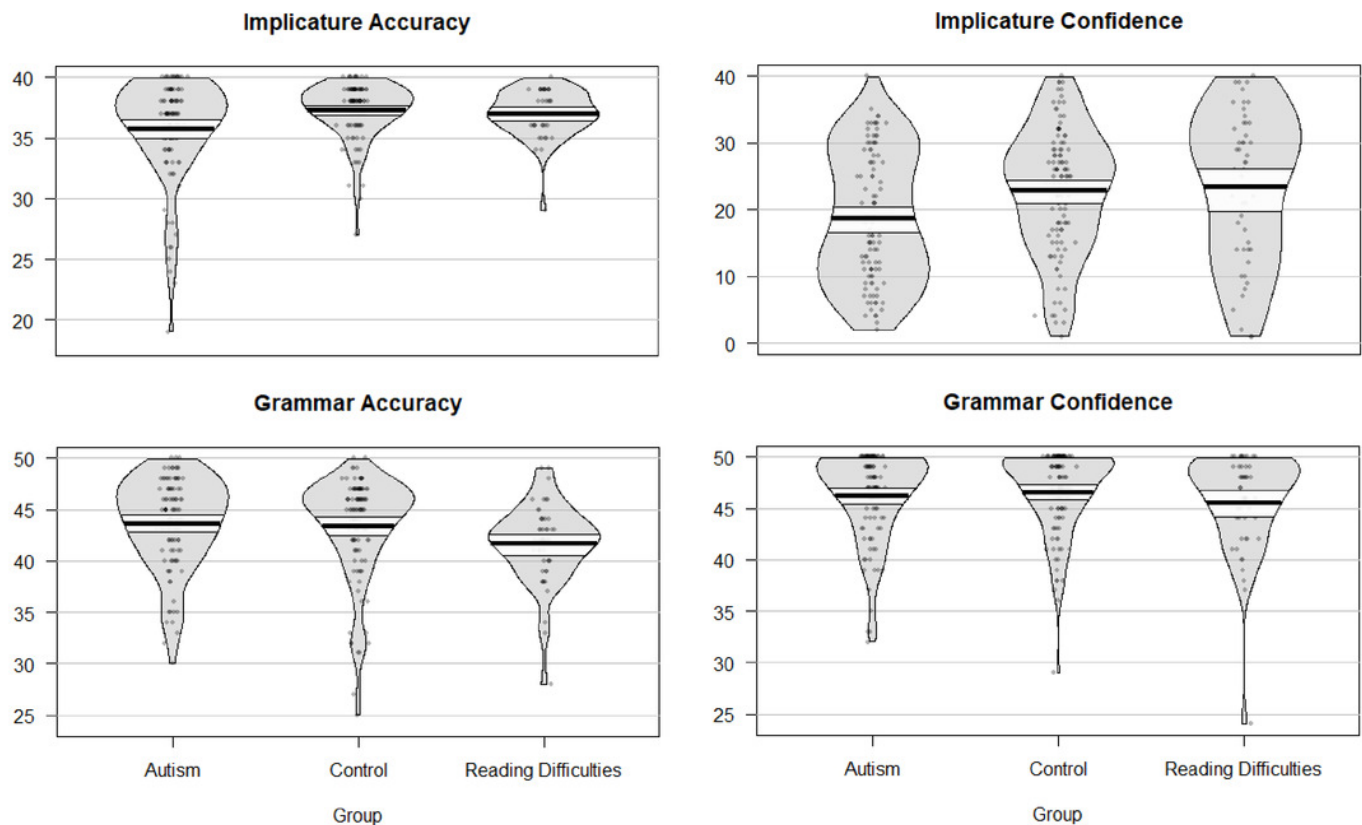 Implicature Accuracy
40
35
30
25
20
Implicature Confidence
40
30
20
10
0
Grammar Accuracy
50
45
40
35
30
25
Autism Control Reading Difficulties
Group
Grammar Confidence
50
45
40
35
30
25
Autism Control Reading Difficulties
Group